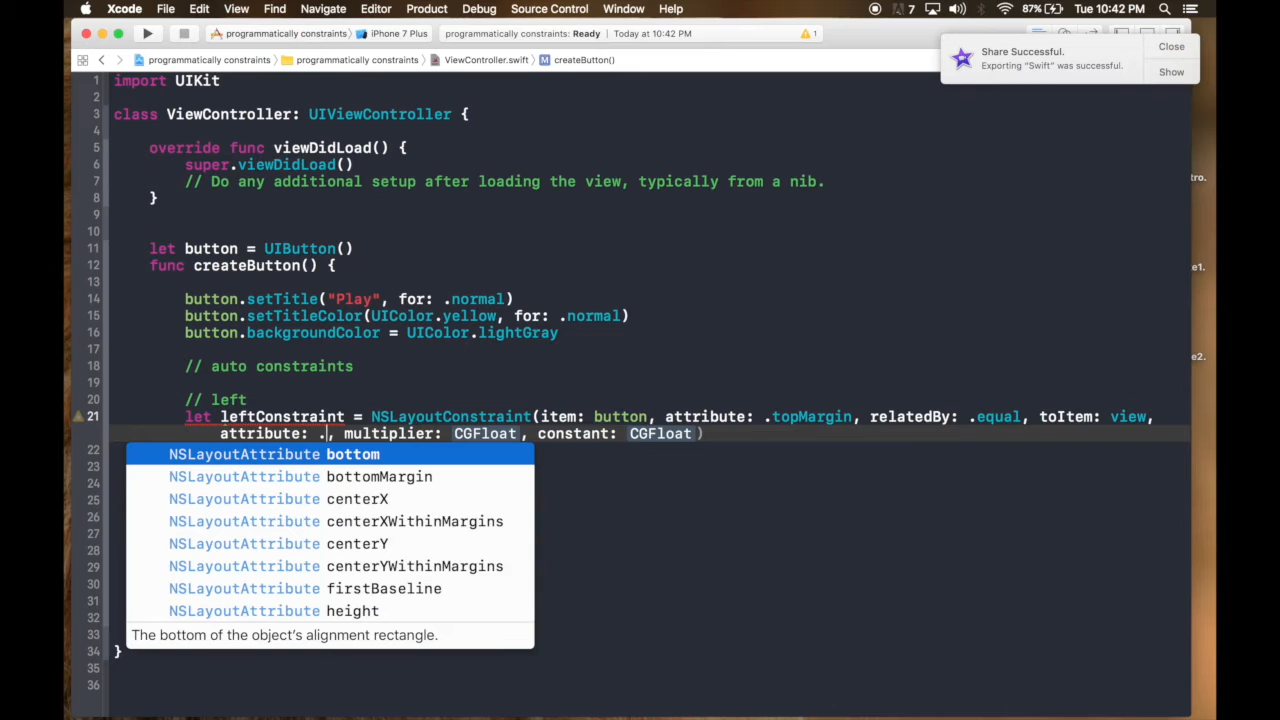 Xcode File Edit View Find Navigate Editor Product Debug Source Control Window Help 7 87% Tue 10:42 PM
programmatically constraints iPhone 7 Plus programmatically constraints: Ready Today at 10:42 PM 1
Share Successful.
Exporting "Swift" was successful.
Close
Show
programmatically constraints programmatically constraints ViewController.swift M createButton()
1 import UIKit
2
3 class ViewController: UIViewController {
4
5 override func viewDidLoad() {
6 super.viewDidLoad()
7 // Do any additional setup after loading the view, typically from a nib.
8 }
9
10
11 let button = UIButton()
12 func createButton() {
13
14 button.setTitle("Play", for: .normal)
15 button.setTitleColor(UIColor.yellow, for: .normal)
16 button.backgroundColor = UIColor.lightGray
17
18 // auto constraints
19
20 // left
21 let leftConstraint = NSLayoutConstraint(item: button, attribute: .topMargin, relatedBy: .equal, toItem: view,
attribute: ., multiplier: CGFloat, constant: CGFloat)
22
23
24
25
26
27
28
29
30
31
32
33
34 }
35
36
NSLayoutAttribute bottom
NSLayoutAttribute bottomMargin
NSLayoutAttribute centerX
NSLayoutAttribute centerXWithinMargins
NSLayoutAttribute centerY
NSLayoutAttribute centerYWithinMargins
NSLayoutAttribute firstBaseline
NSLayoutAttribute height
The bottom of the object's alignment rectangle.
tro.
e1.
e2.